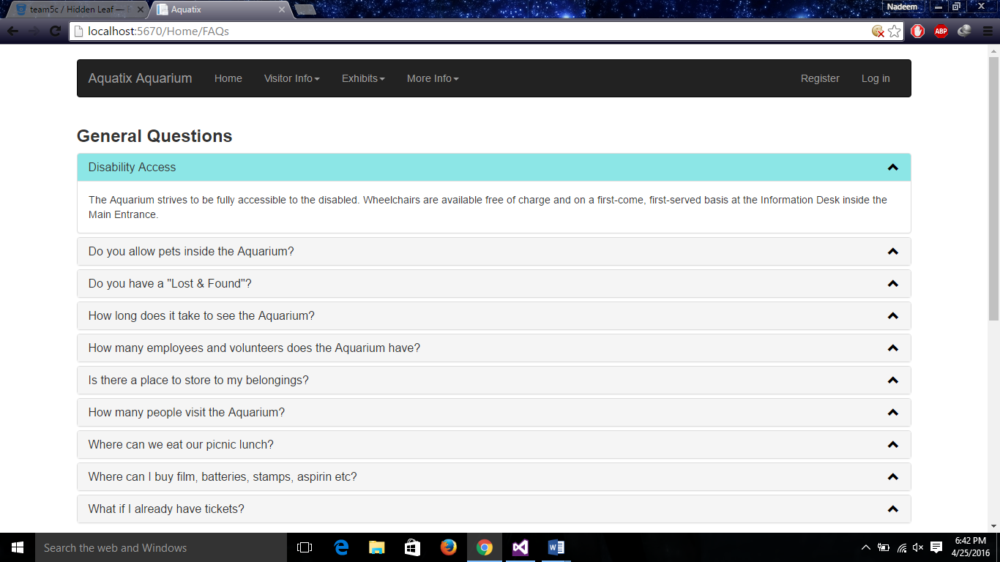 team5c / Hidden Leaf —
Aquatix
Nadeem
localhost:5670/Home/FAQs
ABP
Aquatix Aquarium Home Visitor Info Exhibits More Info Register Log in
General Questions
Disability Access
The Aquarium strives to be fully accessible to the disabled. Wheelchairs are available free of charge and on a first-come, first-served basis at the Information Desk inside the
Main Entrance.
Do you allow pets inside the Aquarium?
Do you have a "Lost & Found"?
How long does it take to see the Aquarium?
How many employees and volunteers does the Aquarium have?
Is there a place to store to my belongings?
How many people visit the Aquarium?
Where can we eat our picnic lunch?
Where can I buy film, batteries, stamps, aspirin etc?
What if I already have tickets?
Search the web and Windows
6:42 PM
4/25/2016